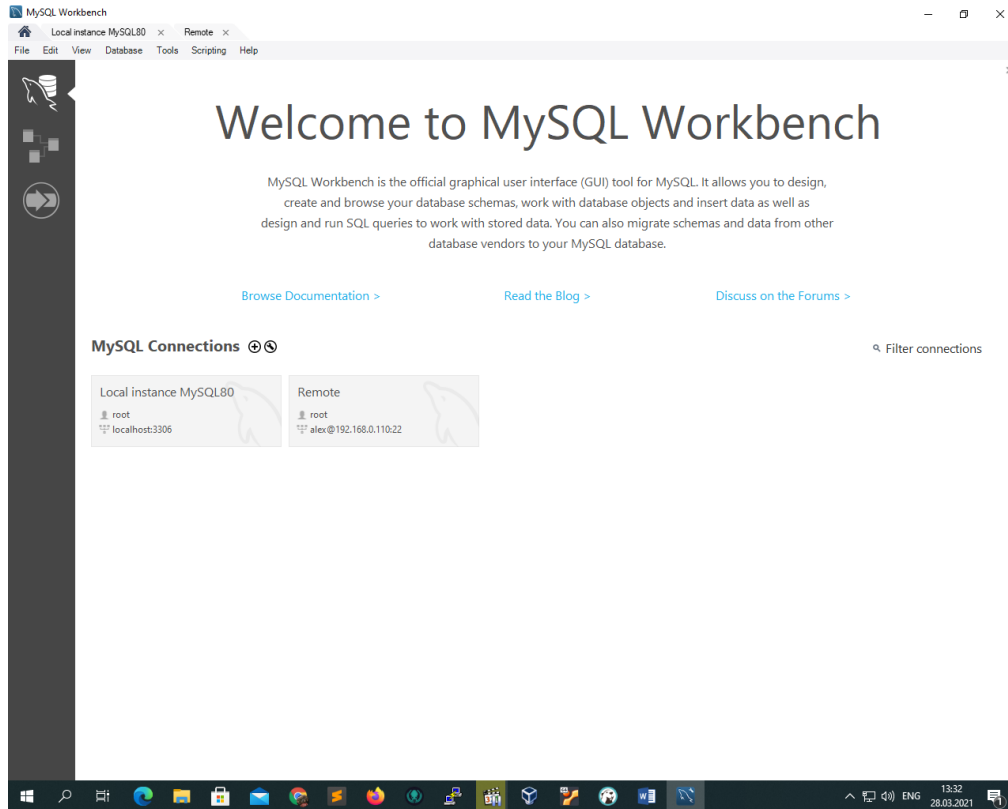 MySQL Workbench
Local instance MySQL80 × Remote ×
File Edit View Database Tools Scripting Help
Welcome to MySQL Workbench
MySQL Workbench is the official graphical user interface (GUI) tool for MySQL. It allows you to design,
create and browse your database schemas, work with database objects and insert data as well as
design and run SQL queries to work with stored data. You can also migrate schemas and data from other
database vendors to your MySQL database.
Browse Documentation > Read the Blog > Discuss on the Forums >
MySQL Connections
Filter connections
Local instance MySQL80
root
localhost:3306
Remote
root
alex@192.168.0.110:22
ENG
13:32
28.03.2021